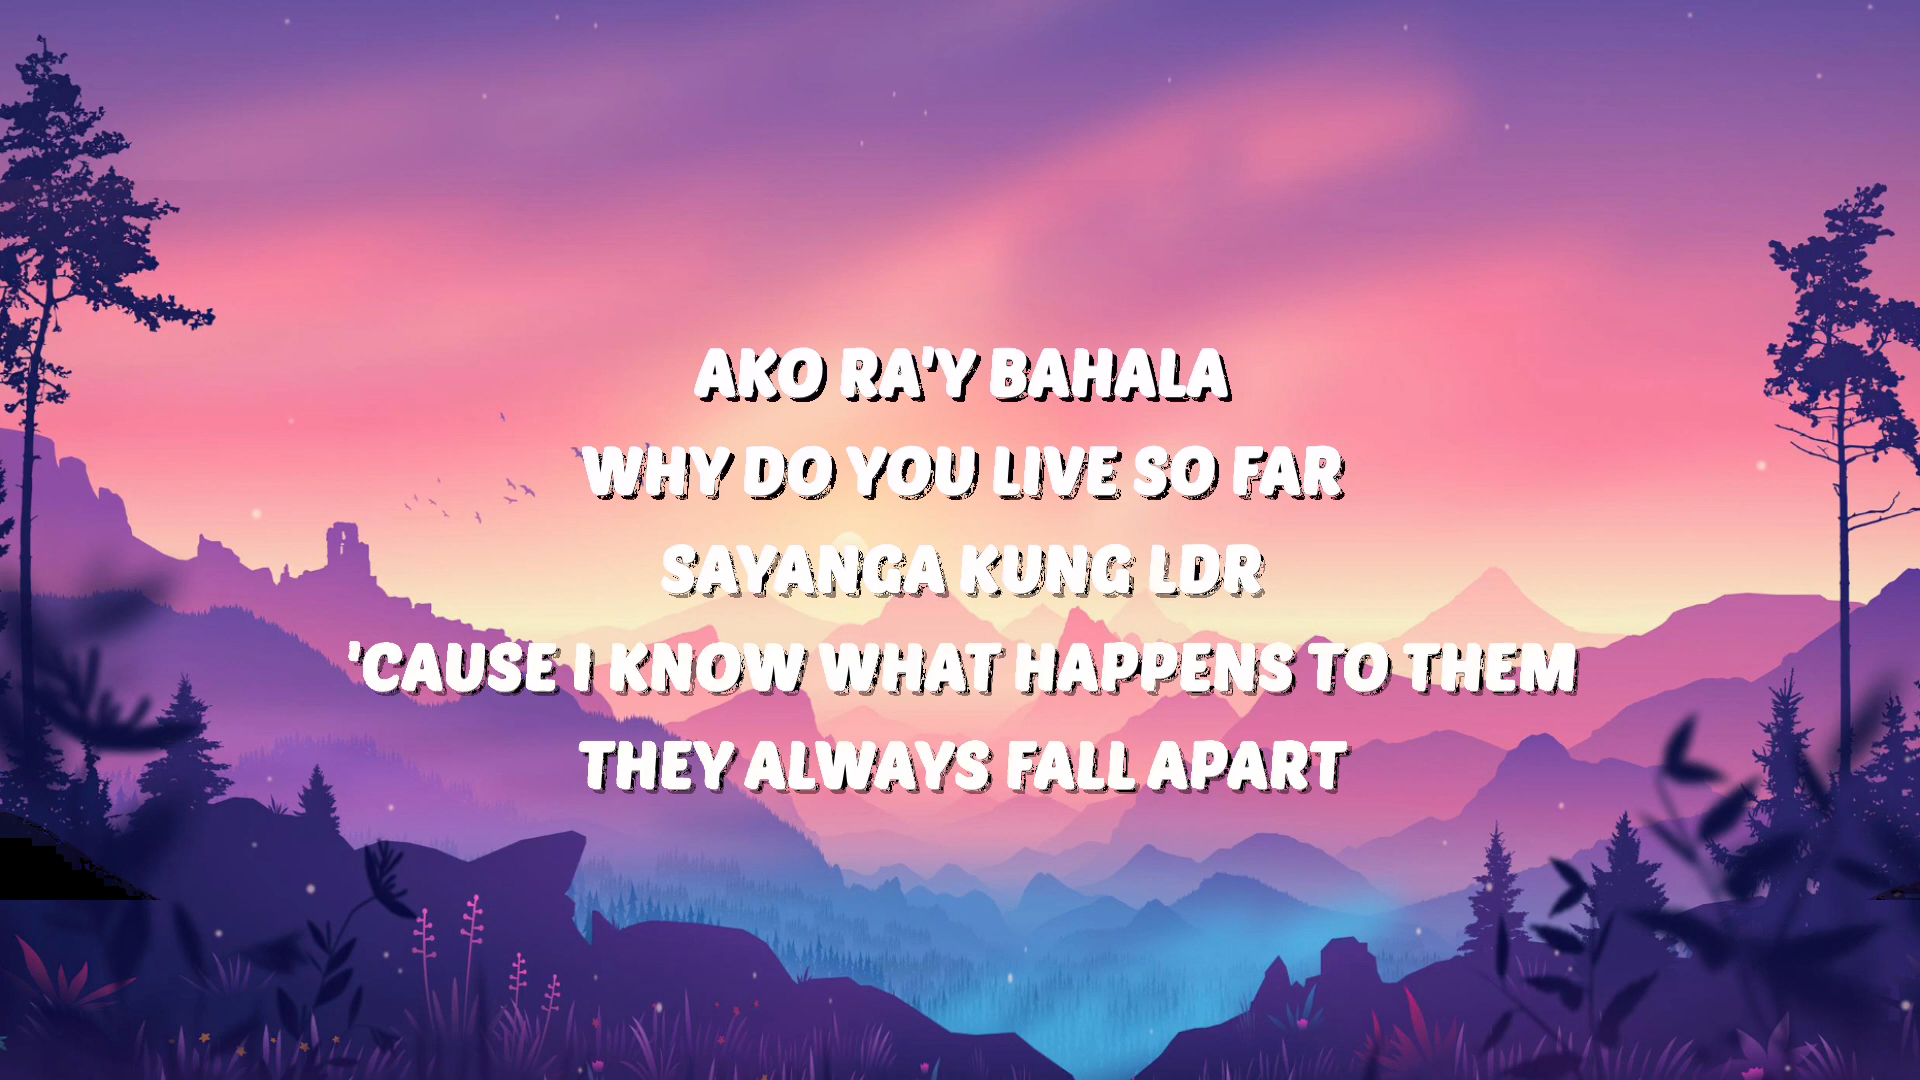 AKO RA'Y BAHALA
WHY DO YOU LIVE SO FAR
SAYANGA KUNG LDR
'CAUSE I KNOW WHAT HAPPENS TO THEM
THEY ALWAYS FALL APART